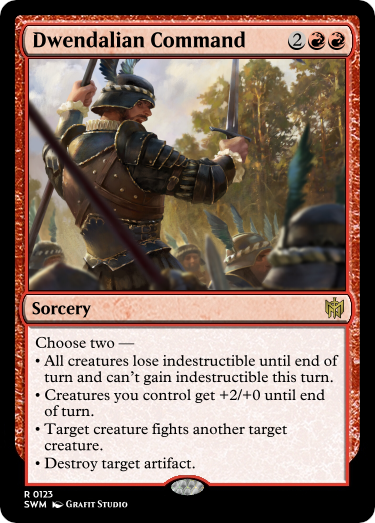 Dwendalian Command 2
Sorcery
Choose two —
• All creatures lose indestructible until end of
turn and can't gain indestructible this turn.
• Creatures you control get +2/+0 until end
of turn.
• Target creature fights another target
creature.
• Destroy target artifact.
R 0123
SWM Grafit Studio